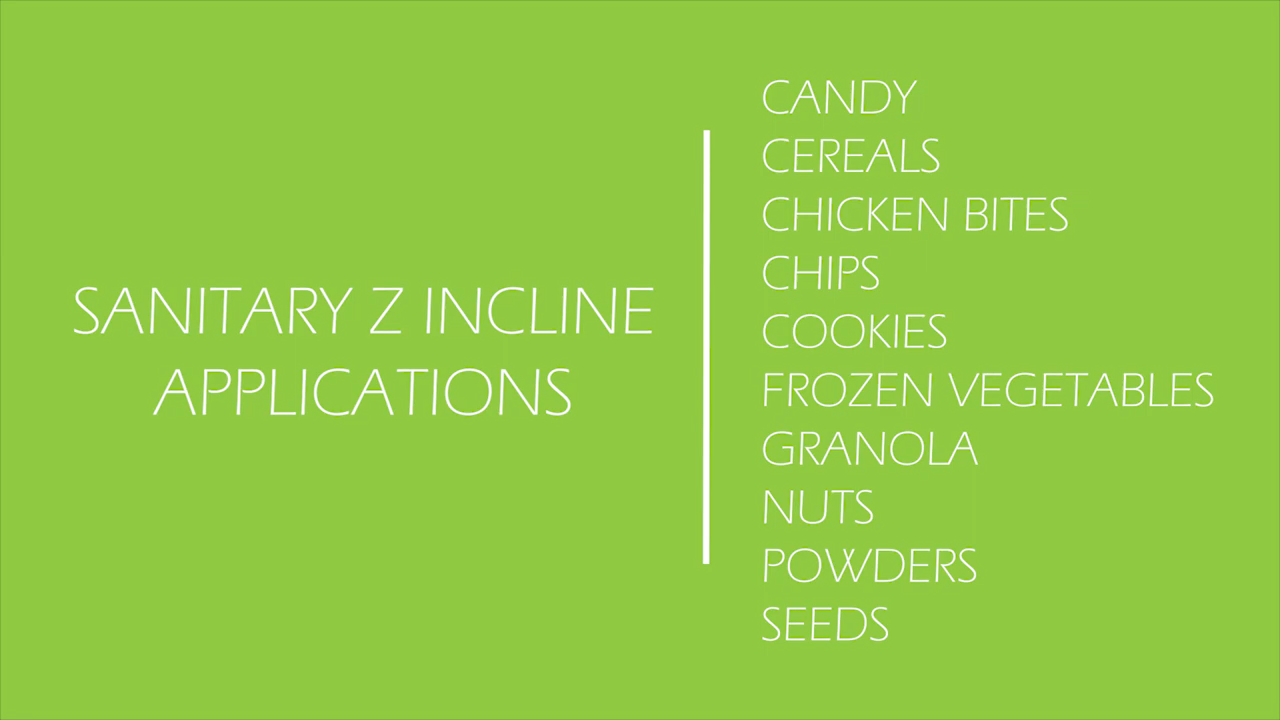 SANITARY Z INCLINE
APPLICATIONS
CANDY
CEREALS
CHICKEN BITES
CHIPS
COOKIES
FROZEN VEGETABLES
GRANOLA
NUTS
POWDERS
SEEDS